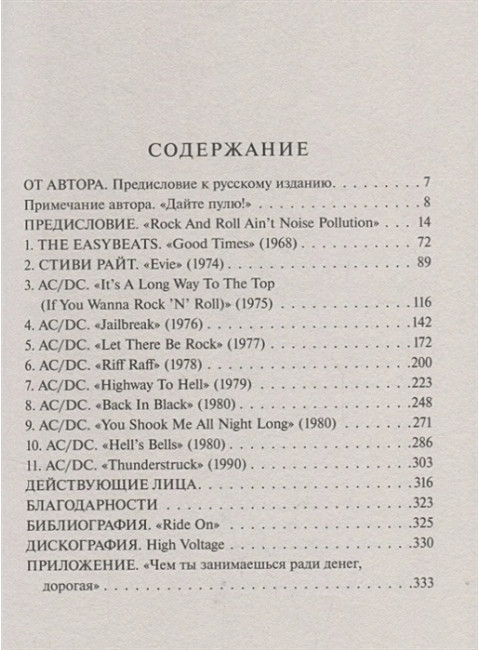 СОДЕРЖАНИЕ
ОТ АВТОРА. Предисловие к русскому изданию. . . . . . . . . 7
Примечание автора. «Дайте пулю!» . . . . . . . . . . . . . . . . . 8
ПРЕДИСЛОВИЕ. «Rock And Roll Ain't Noise Pollution» . . . . 14
1. THE EASYBEATS. «Good Times» (1968) . . . . . . . . . . . . 72
2. СТИВИ РАЙТ. «Evie» (1974) . . . . . . . . . . . . . . . . . . . . 89
3. AC/DC. «It's A Long Way To The Top
(If You Wanna Rock 'N' Roll)» (1975) . . . . . . . . . . . . . . 116
4. AC/DC. «Jailbreak» (1976) . . . . . . . . . . . . . . . . . . . . . 142
5. AC/DC. «Let There Be Rock» (1977) . . . . . . . . . . . . . . . 172
6. AC/DC. «Riff Raff» (1978) . . . . . . . . . . . . . . . . . . . . . 200
7. AC/DC. «Highway To Hell» (1979) . . . . . . . . . . . . . . . . 223
8. AC/DC. «Back In Black» (1980) . . . . . . . . . . . . . . . . . . 248
9. AC/DC. «You Shook Me All Night Long» (1980) . . . . . . . 271
10. AC/DC. «Hell's Bells» (1980) . . . . . . . . . . . . . . . . . . . 286
11. AC/DC. «Thunderstruck» (1990) . . . . . . . . . . . . . . . . . 303
ДЕЙСТВУЮЩИЕ ЛИЦА. . . . . . . . . . . . . . . . . . . . . . . 316
БЛАГОДАРНОСТИ . . . . . . . . . . . . . . . . . . . . . . . . . . 323
БИБЛИОГРАФИЯ. «Ride On» . . . . . . . . . . . . . . . . . . . . 325
ДИСКОГРАФИЯ. High Voltage . . . . . . . . . . . . . . . . . . . 330
ПРИЛОЖЕНИЕ. «Чем ты занимаешься ради денег,
дорогая» . . . . . . . . . . . . . . . . . . . . . . . . . . . . . . . 333